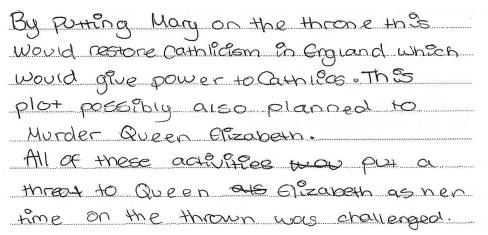 By putting Mary on the throne this
would restore Cathlicism in England which
would give power to Cathlics. This
plot possibly also planned to
Murder Queen Elizabeth.
All of these activities put a
threat to Queen Elizabeth as her
time on the thrown was challenged.